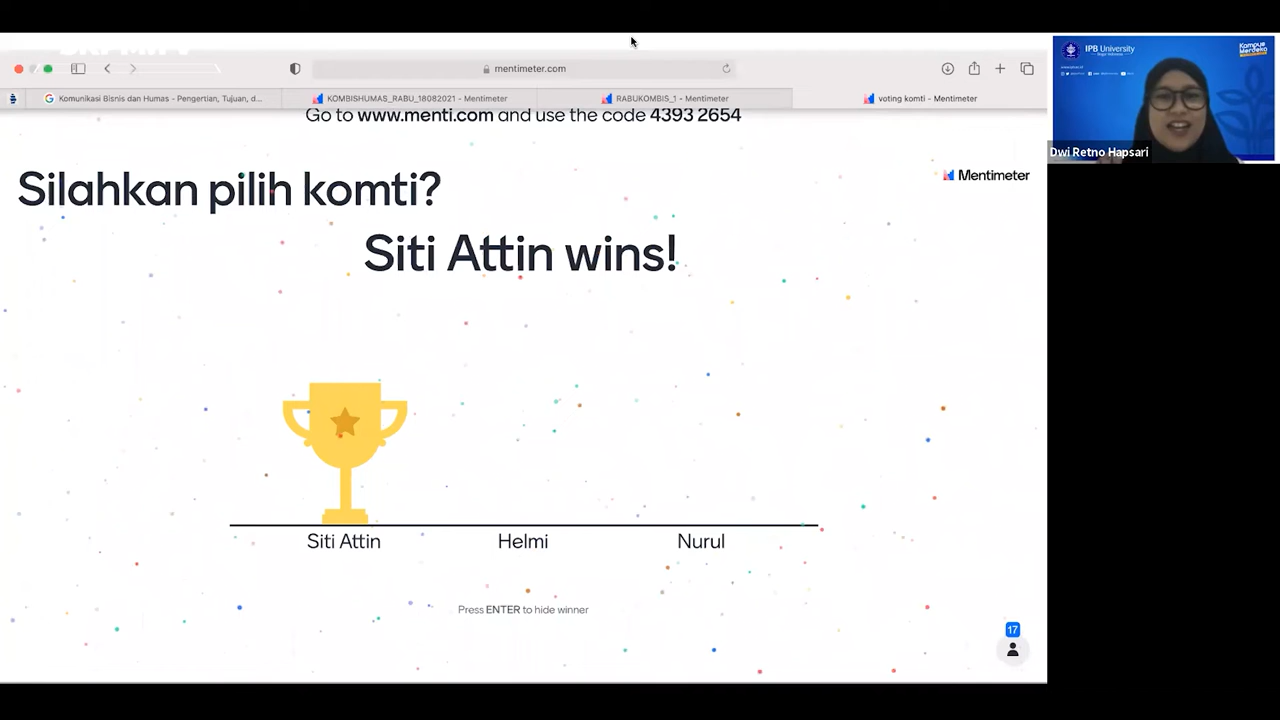 mentimeter.com
Komunikasi Bisnis dan Humas - Pengertian, Tujuan, d...
KOMBISHUMAS_RABU_18082021 - Mentimeter
RABUKOMBIS_1 - Mentimeter
voting komti - Mentimeter
Go to www.menti.com and use the code 4393 2654
Silahkan pilih komti?
Mentimeter
Siti Attin wins!
Siti Attin
Helmi
Nurul
Press ENTER to hide winner
17
IPB University
Kampus
Merdeka
Dwi Retno Hapsari